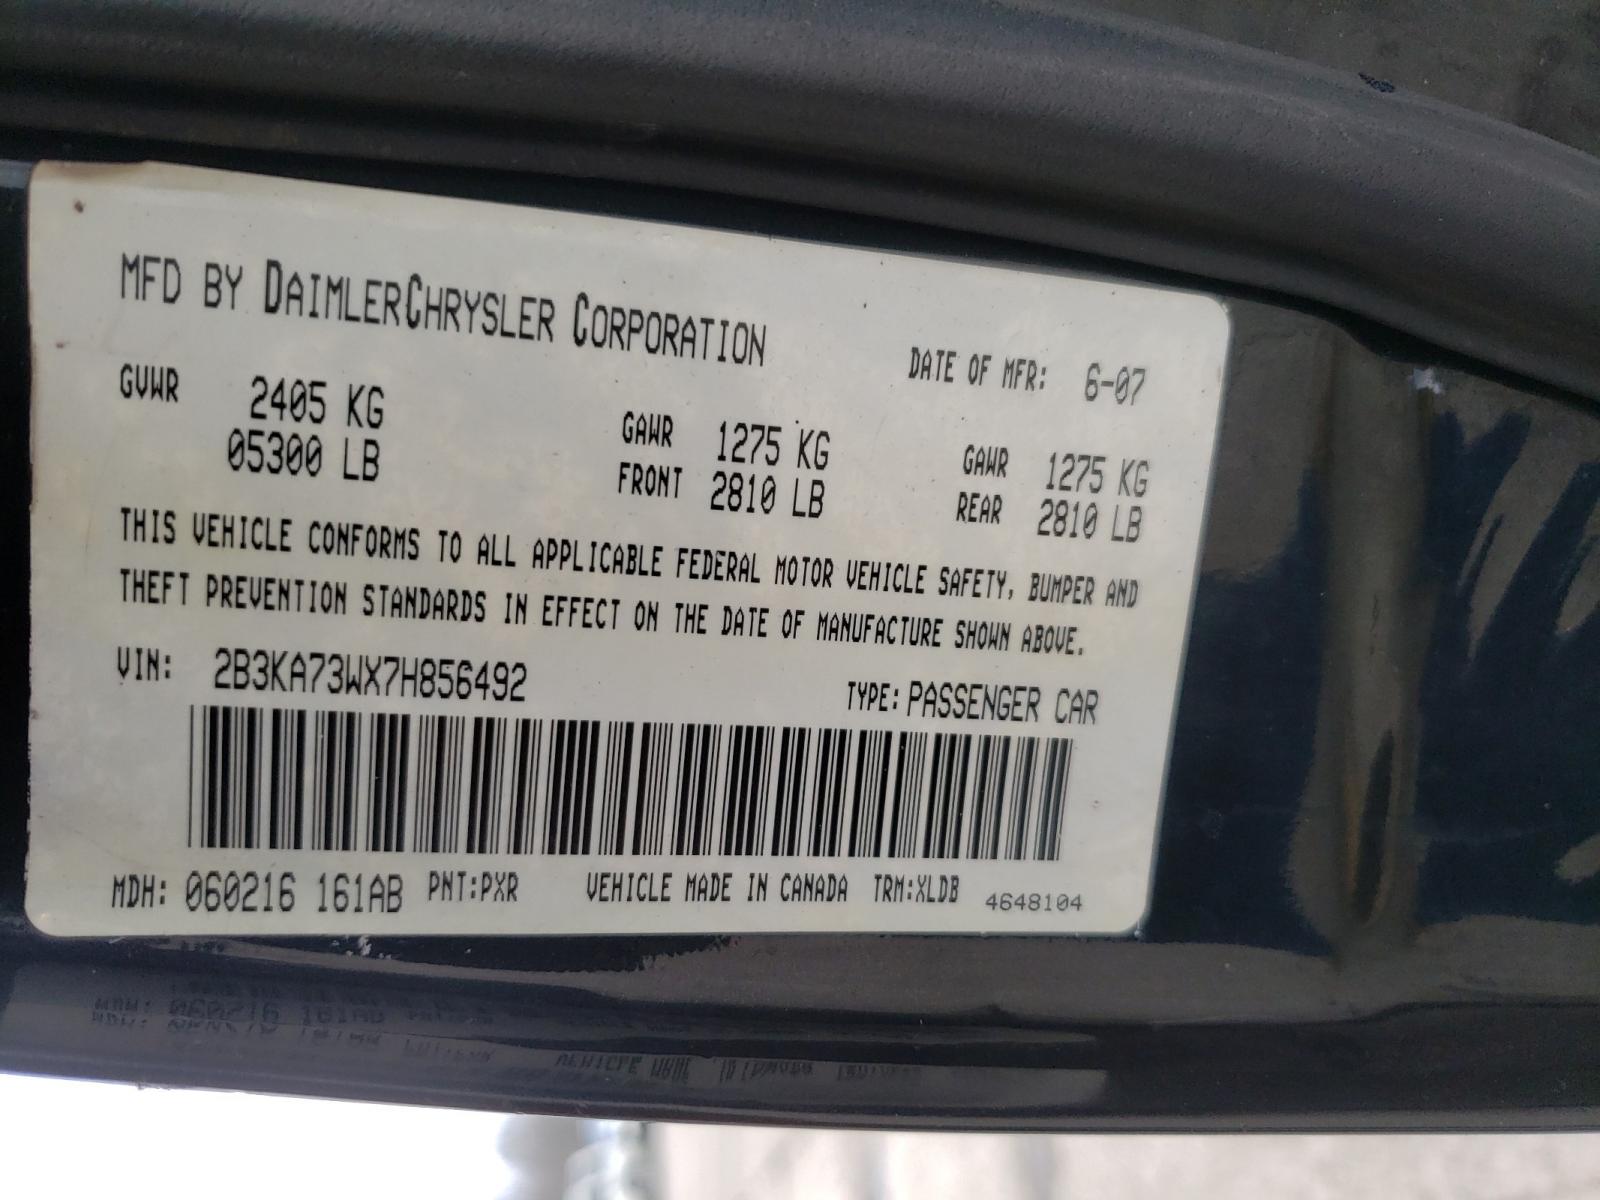 MFD BY DAIMLERCHRYSLER CORPORATION DATE OF MFR: 6-07
GVWR 2405 KG GAWR 1275 KG GAWR 1275 KG
05300 LB FRONT 2810 LB REAR 2810 LB
THIS VEHICLE CONFORMS TO ALL APPLICABLE FEDERAL MOTOR VEHICLE SAFETY, BUMPER AND
THEFT PREVENTION STANDARDS IN EFFECT ON THE DATE OF MANUFACTURE SHOWN ABOVE.
VIN: 2B3KA73WX7H856492 TYPE: PASSENGER CAR
MDH: 060216 161AB PNT:PXR VEHICLE MADE IN CANADA TRM:XLDB 4648104